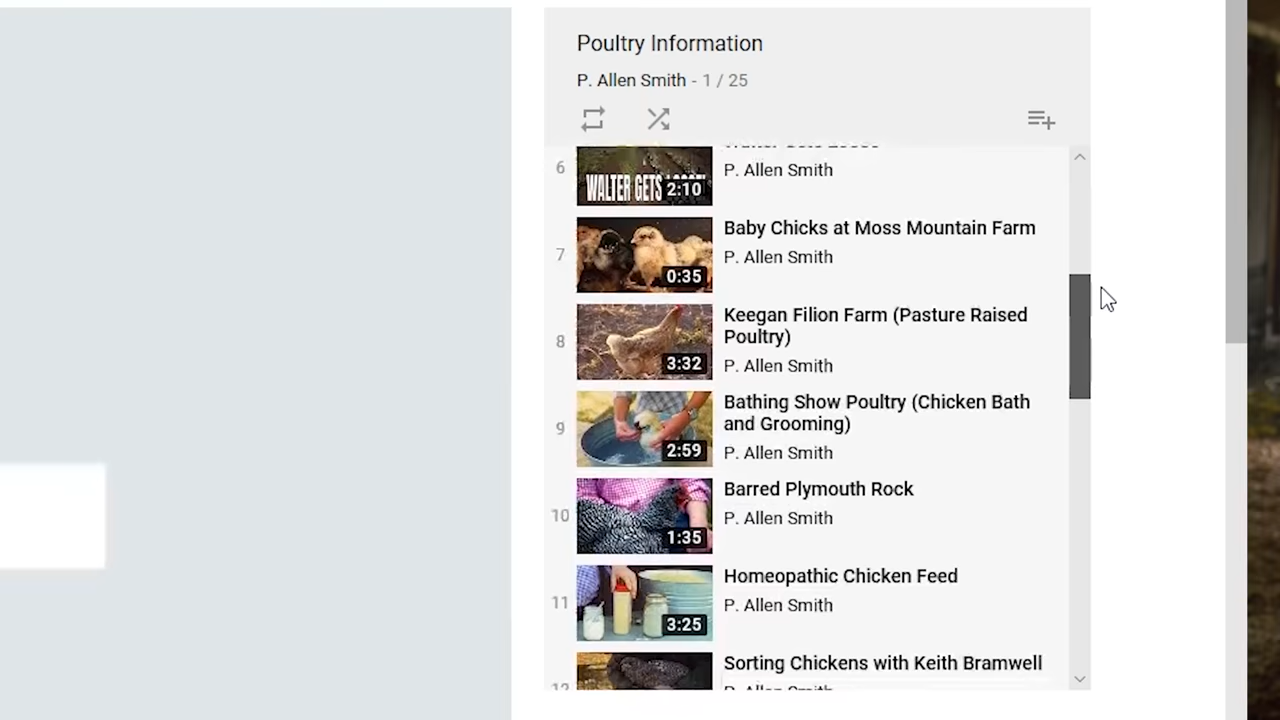 Poultry Information
P. Allen Smith - 1 / 25
6
WALTER GETS
2:10
P. Allen Smith
7
0:35
Baby Chicks at Moss Mountain Farm
P. Allen Smith
8
3:32
Keegan Filion Farm (Pasture Raised
Poultry)
P. Allen Smith
9
2:59
Bathing Show Poultry (Chicken Bath
and Grooming)
P. Allen Smith
10
1:35
Barred Plymouth Rock
P. Allen Smith
11
3:25
Homeopathic Chicken Feed
P. Allen Smith
Sorting Chickens with Keith Bramwell
P. Allen Smith